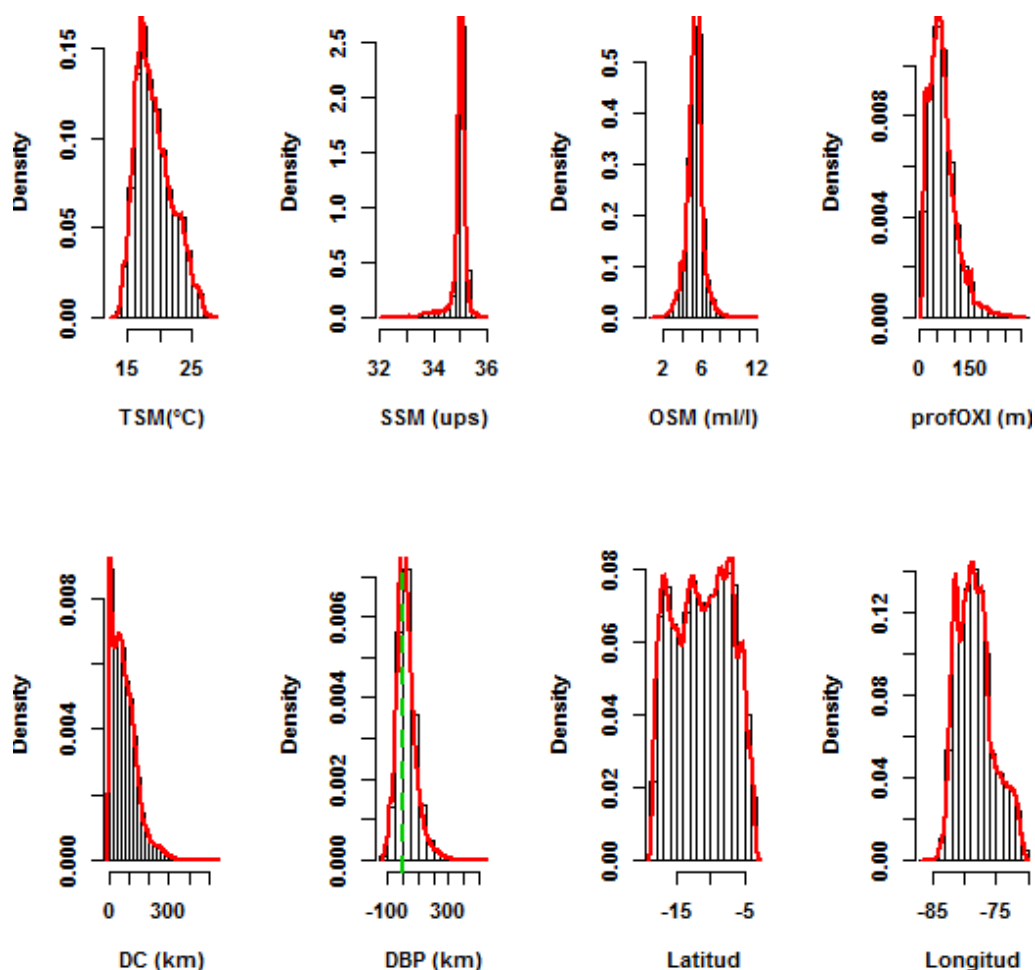 Density
0.00 0.05 0.10 0.15
15 25
TSM(ºC)
Density
0.0 0.5 1.0 1.5 2.0 2.5
32 34 36
SSM (ups)
Density
0.0 0.1 0.2 0.3 0.4 0.5
2 6 12
OSM (ml/l)
Density
0.000 0.004 0.008
0 150
profOXI (m)
Density
0.000 0.004 0.008
0 300
DC (km)
Density
0.000 0.002 0.004 0.006
-100 300
DBP (km)
Density
0.00 0.02 0.04 0.06 0.08
-15 -5
Latitud
Density
0.00 0.04 0.08 0.12
-85 -75
Longitud